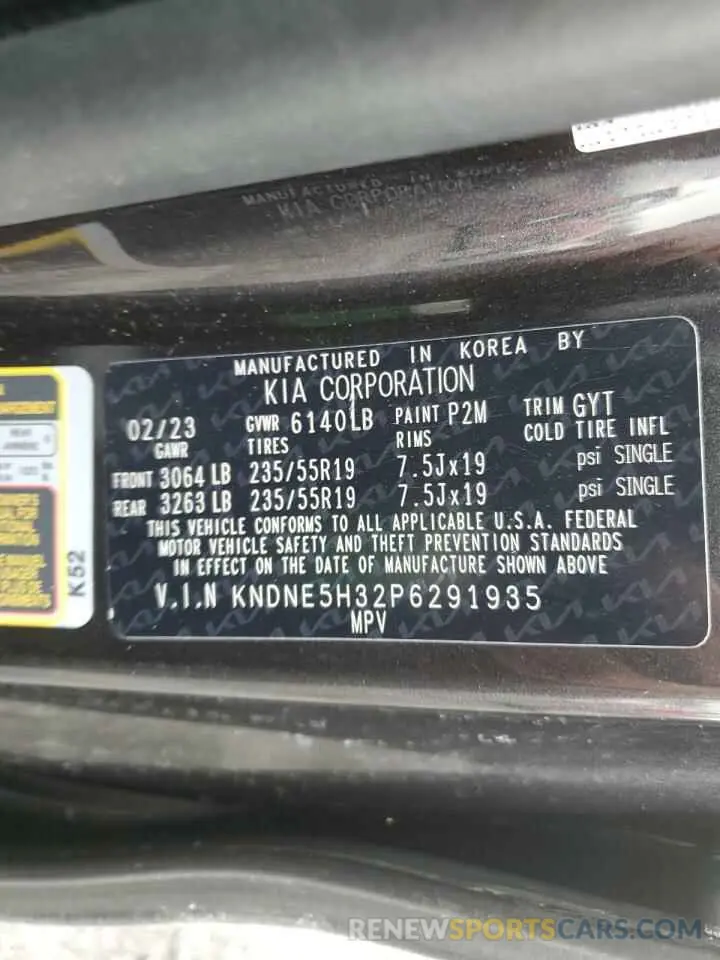 MANUFACTURED IN KOREA BY
KIA CORPORATION
02/23 GVWR 6140LB PAINT P2M TRIM GYT
GAWR TIRES RIMS COLD TIRE INFL
FRONT 3064 LB 235/55R19 7.5Jx19 psi SINGLE
REAR 3263 LB 235/55R19 7.5Jx19 psi SINGLE
THIS VEHICLE CONFORMS TO ALL APPLICABLE U.S.A. FEDERAL
MOTOR VEHICLE SAFETY AND THEFT PREVENTION STANDARDS
IN EFFECT ON THE DATE OF MANUFACTURE SHOWN ABOVE
V.I.N KNDNE5H32P6291935
MPV
K52
MANUFACTURED IN KOREA
KIA CORPORATION
RENEWSPORTSCARS.COM